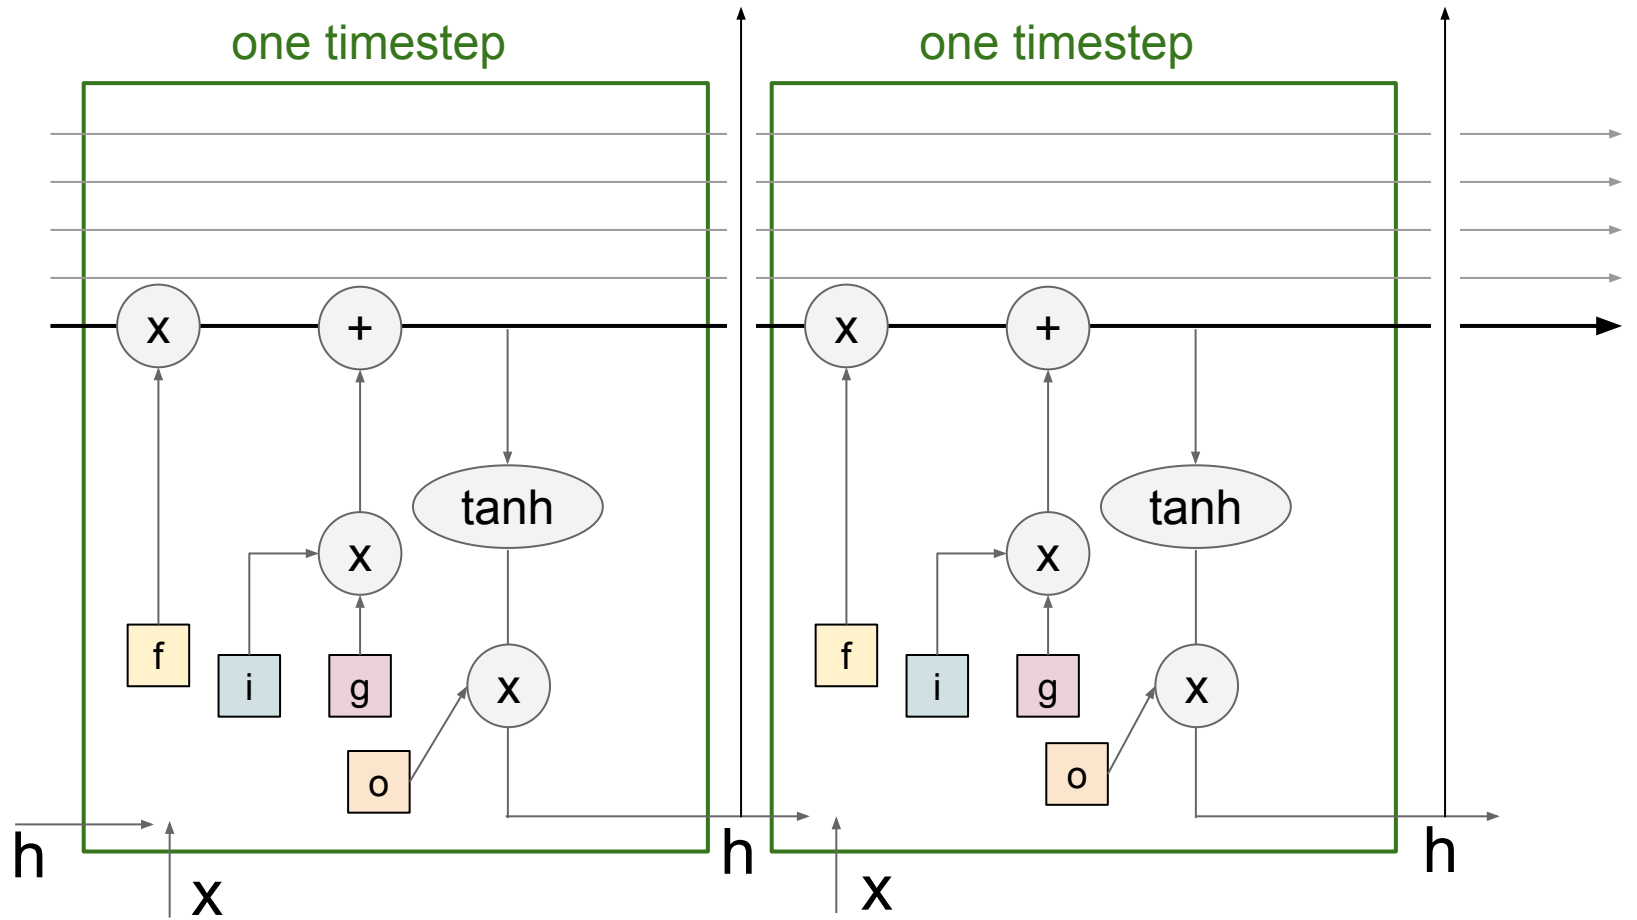 one timestep
one timestep
x
+
x
+
tanh
tanh
x
x
f
i
g
x
f
i
g
x
o
o
h
x
h
x
h